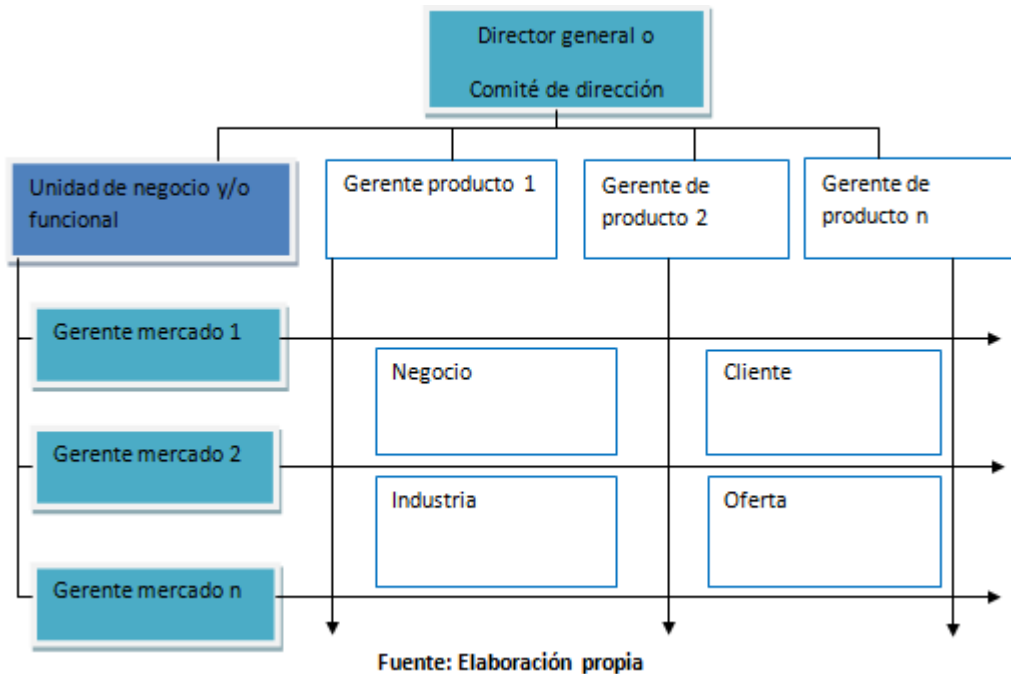 Director general o
Comité de dirección
Unidad de negocio y/o
funcional
Gerente producto 1
Gerente de
producto 2
Gerente de
producto n
Gerente mercado 1
Negocio
Cliente
Gerente mercado 2
Industria
Oferta
Gerente mercado n
Fuente: Elaboración propia